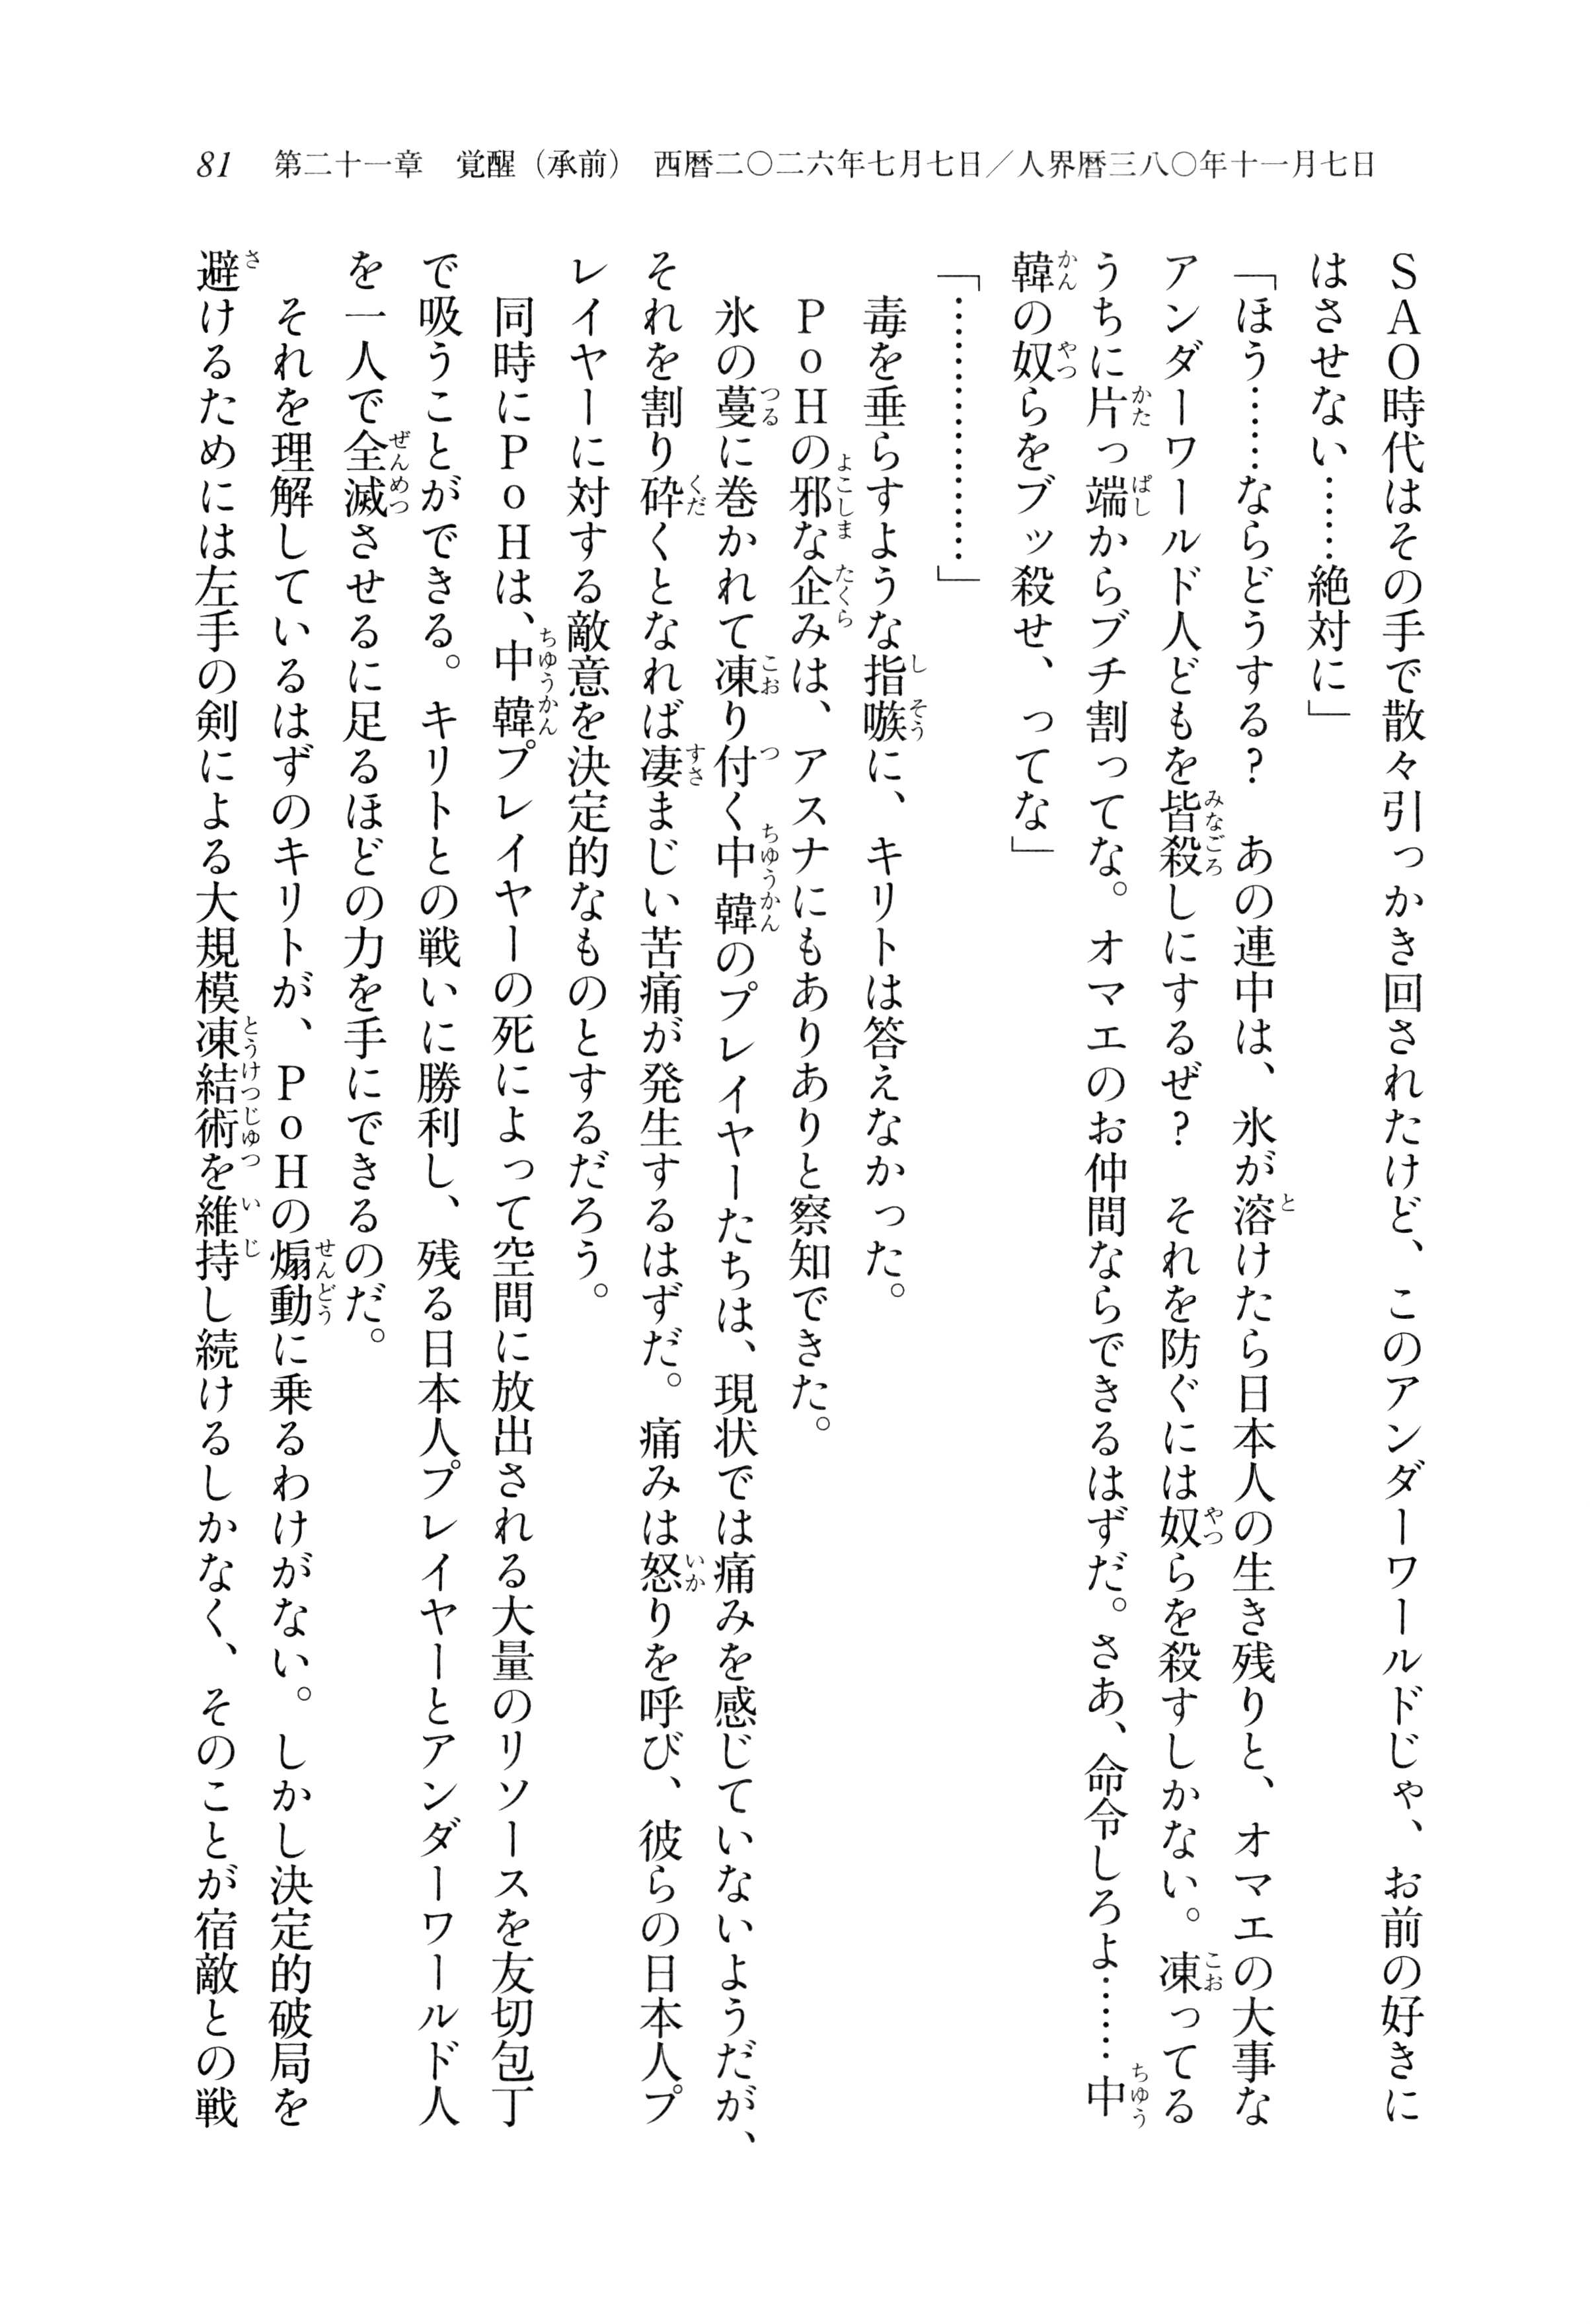 81　第二十一章　覚醒（承前）　西暦二〇二六年七月七日／人界暦三八〇年十一月七日
ＳＡＯ時代はその手で散々引っかき回されたけど、このアンダーワールドじゃ、お前の好きに
はさせない……絶対に」
「ほう……ならどうする？　あの連中は、氷が溶けたら日本人の生き残りと、オマエの大事な
アンダーワールド人どもを皆殺しにするぜ？　それを防ぐには奴らを殺すしかない。凍ってる
うちに片っ端からブチ割ってな。オマエのお仲間ならできるはずだ。さあ、命令しろよ……中
韓の奴らをブッ殺せ、ってな」
「………………」
　毒を垂らすような指嗾に、キリトは答えなかった。
　ＰｏＨの邪な企みは、アスナにもありありと察知できた。
　氷の蔓に巻かれて凍り付く中韓のプレイヤーたちは、現状では痛みを感じていないようだが、
それを割り砕くとなれば凄まじい苦痛が発生するはずだ。痛みは怒りを呼び、彼らの日本人プ
レイヤーに対する敵意を決定的なものとするだろう。
　同時にＰｏＨは、中韓プレイヤーの死によって空間に放出される大量のリソースを友切包丁
で吸うことができる。キリトとの戦いに勝利し、残る日本人プレイヤーとアンダーワールド人
を一人で全滅させるに足るほどの力を手にできるのだ。
　それを理解しているはずのキリトが、ＰｏＨの煽動に乗るわけがない。しかし決定的破局を
避けるためには左手の剣による大規模凍結術を維持し続けるしかなく、そのことが宿敵との戦